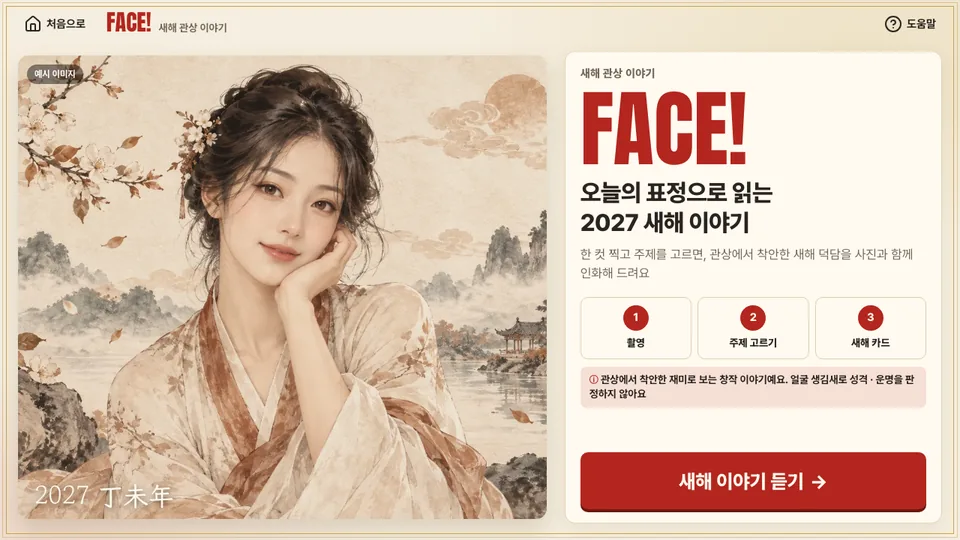 처음으로
FACE! 새해 관상 이야기
도움말
예시 이미지
2027 丁未年
새해 관상 이야기
FACE!
오늘의 표정으로 읽는
2027 새해 이야기
한 컷 찍고 주제를 고르면, 관상에서 착안한 새해 덕담을 사진과 함께
인화해 드려요
1
촬영
2
주제 고르기
3
새해 카드
ⓘ 관상에서 착안한 재미로 보는 창작 이야기예요. 얼굴 생김새로 성격 · 운명을 판
정하지 않아요
새해 이야기 듣기 →